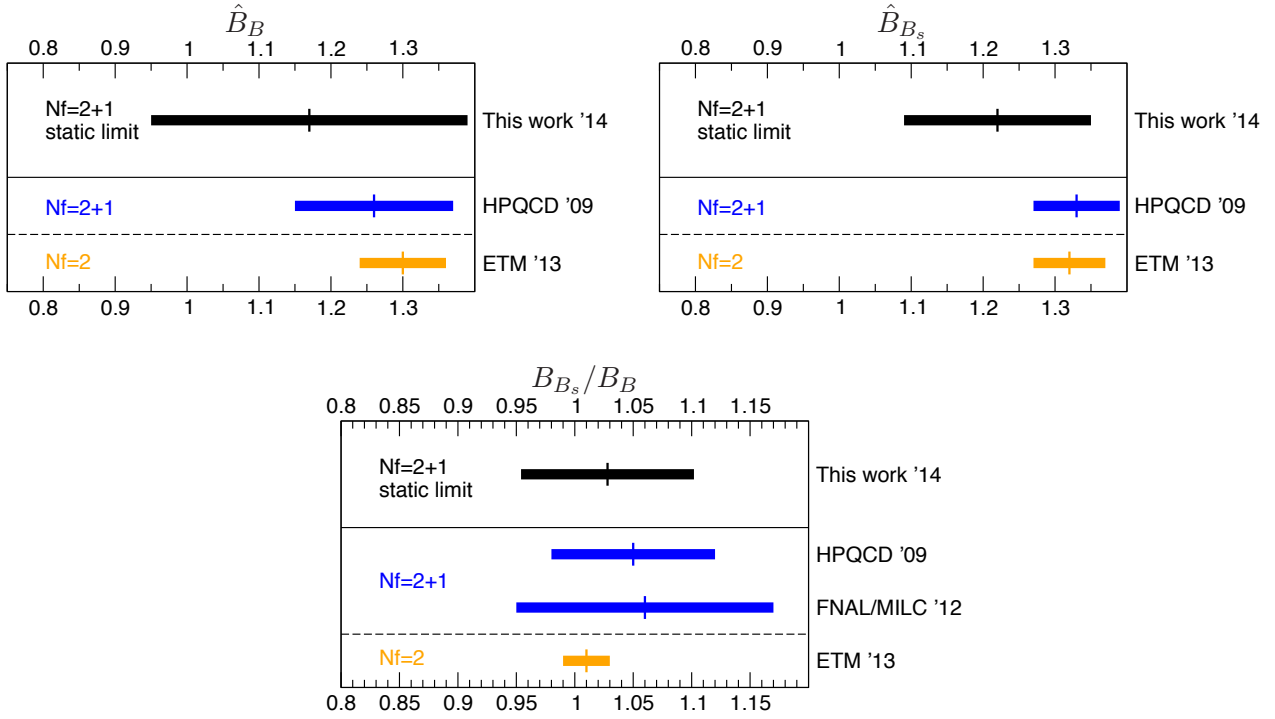 B̂_B
0.8 0.9 1 1.1 1.2 1.3
Nf=2+1
static limit
This work '14
Nf=2+1
HPQCD '09
Nf=2
ETM '13
0.8 0.9 1 1.1 1.2 1.3
B̂_{B_s}
0.8 0.9 1 1.1 1.2 1.3
Nf=2+1
static limit
This work '14
Nf=2+1
HPQCD '09
Nf=2
ETM '13
0.8 0.9 1 1.1 1.2 1.3
B_{B_s}/B_B
0.8 0.85 0.9 0.95 1 1.05 1.1 1.15
Nf=2+1
static limit
This work '14
HPQCD '09
Nf=2+1
FNAL/MILC '12
Nf=2
ETM '13
0.8 0.85 0.9 0.95 1 1.05 1.1 1.15